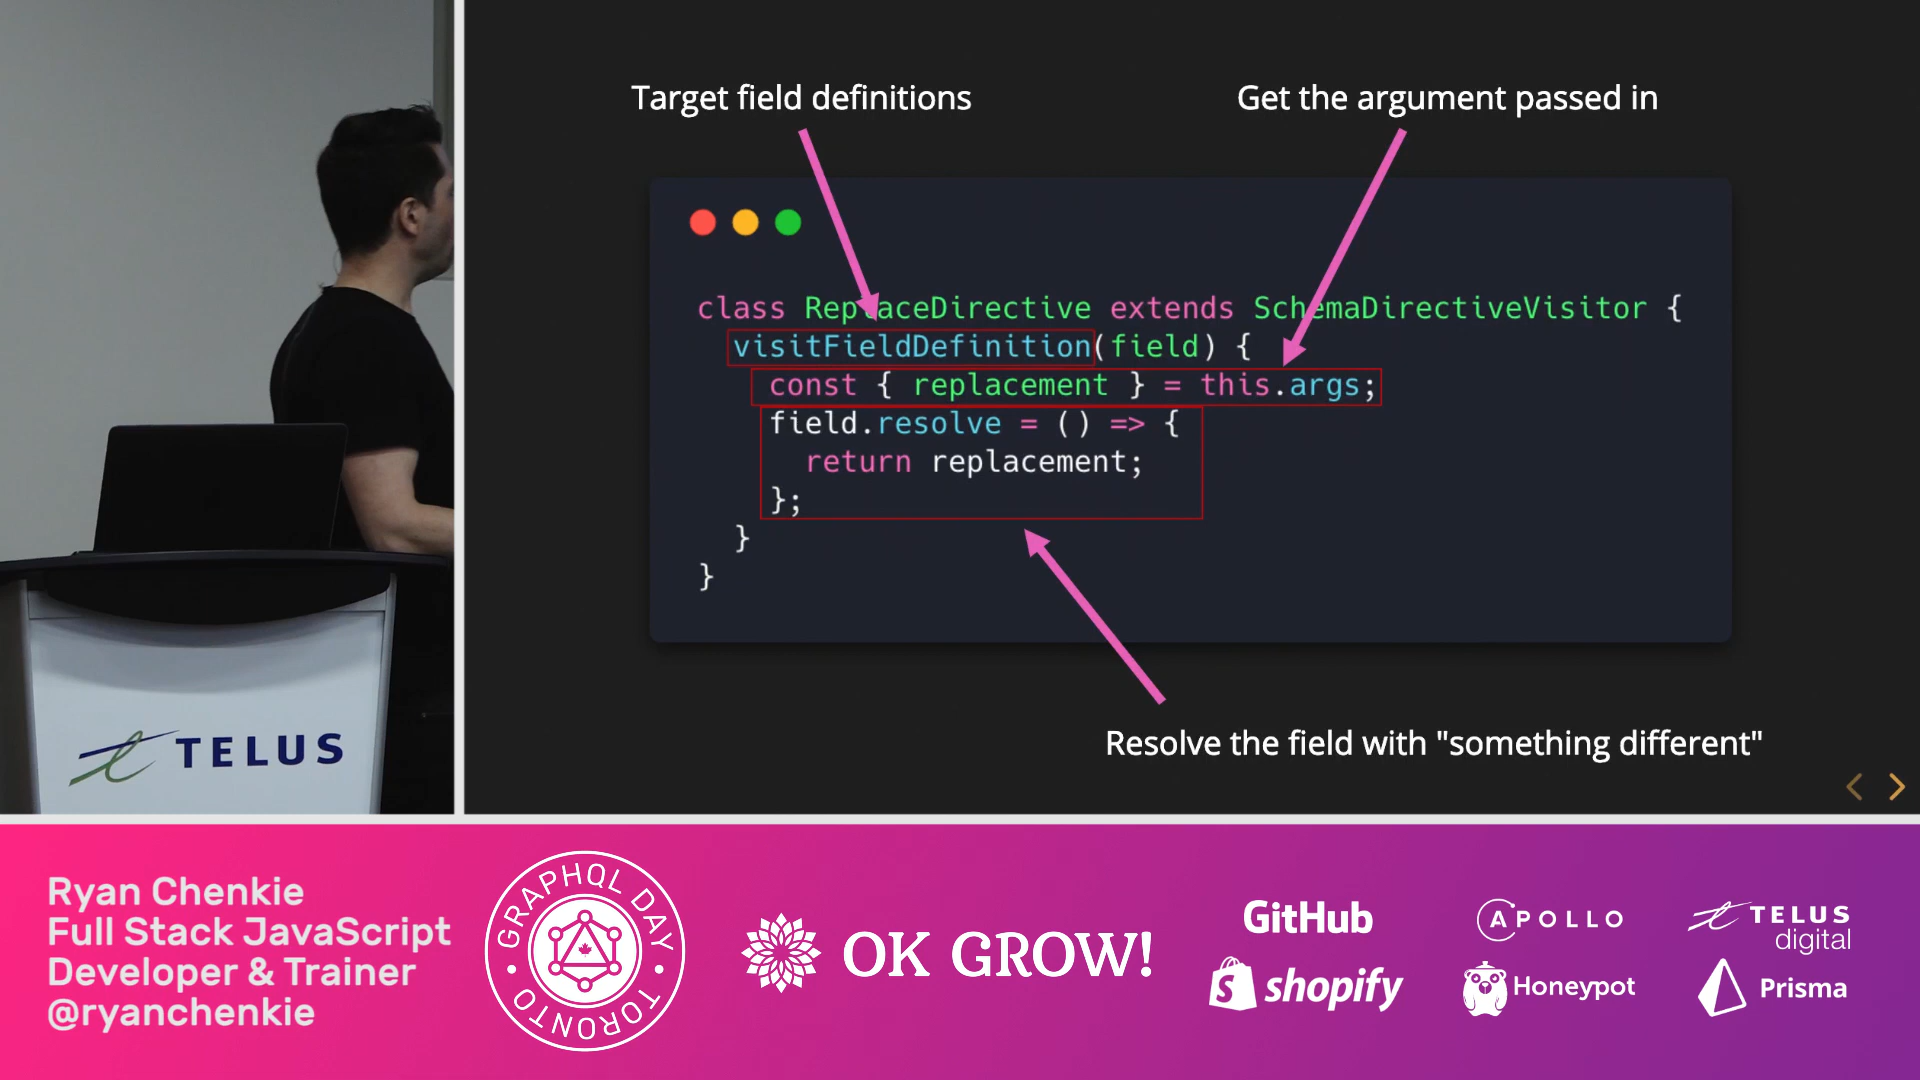 Target field definitions
Get the argument passed in
class ReplaceDirective extends SchemaDirectiveVisitor {
visitFieldDefinition(field) {
const { replacement } = this.args;
field.resolve = () => {
return replacement;
};
}
}
Resolve the field with "something different"
TELUS
Ryan Chenkie
Full Stack JavaScript
Developer & Trainer
@ryanchenkie
GRAPHQL DAY
TORONTO
OK GROW!
GitHub
APOLLO
TELUS
digital
shopify
Honeypot
Prisma